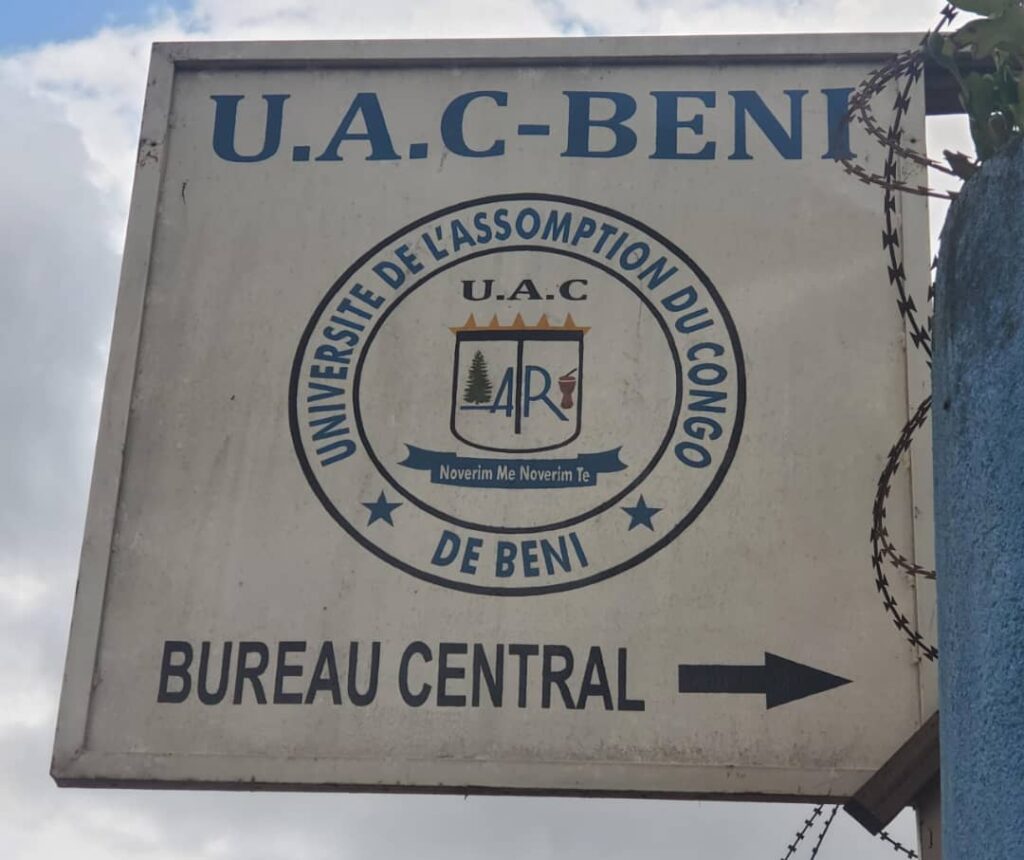 U.A.C-BENI
UNIVERSITE DE L'ASSOMPTION DU CONGO
U.A.C
AR
Noverim Me Noverim Te
DE BENI
BUREAU CENTRAL